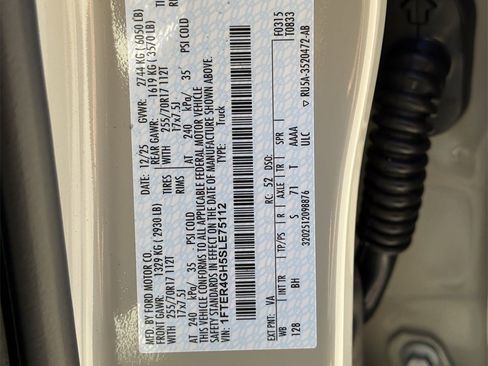 MFD. BY FORD MOTOR CO.
DATE: 12/25 GVWR: 2744 KG ( 6050 LB)
FRONT GAWR: 1329 KG ( 2930 LB) REAR GAWR: 1619 KG ( 3570 LB)
WITH 255/70R17 112T TIRES WITH 255/70R17 112T TIRES
17x7.5J RIMS 17x7.5J RIMS
AT 240 kPa/ 35 PSI COLD AT 240 kPa/ 35 PSI COLD
THIS VEHICLE CONFORMS TO ALL APPLICABLE FEDERAL MOTOR VEHICLE
SAFETY STANDARDS IN EFFECT ON THE DATE OF MANUFACTURE SHOWN ABOVE.
VIN: 1FTER4GH5SLE75112
TYPE: Truck
F0315
T0833
EXT PNT: VA RC: 52 DSO:
WB INT TR TP/PS R AXLE TR SPR
128 BH S 71 T AAAA
ULC
3202512098876
▽ RU5A-3520472-AB